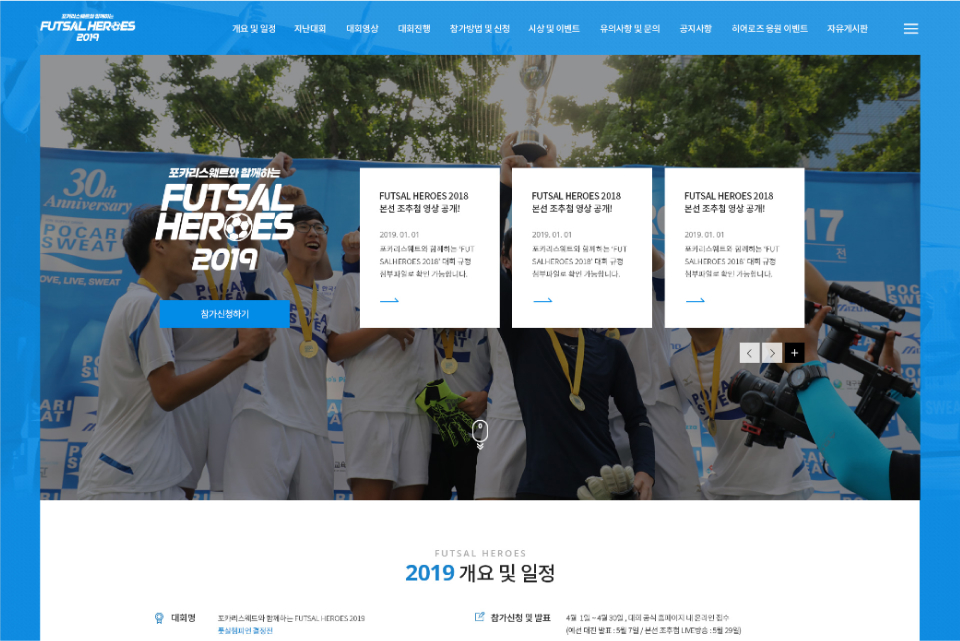 포카리스웨트와 함께하는
FUTSAL HEROES
2019
개요 및 일정 지난대회 대회영상 대회진행 참가방법 및 신청 시상 및 이벤트 유의사항 및 문의 공지사항 히어로즈 응원 이벤트 자유게시판
30th
Anniversary
POCARI
SWEAT
OVE, LIVE, SWEAT
포카리스웨트와 함께하는
FUTSAL
HEROES
2019
참가신청하기
FUTSAL HEROES 2018
본선 조추첨 영상 공개!
2019. 01. 01
포카리스웨트와 함께하는 'FUT
SALHEROES 2018' 대회 규정
첨부파일로 확인 가능합니다.
FUTSAL HEROES 2018
본선 조추첨 영상 공개!
2019. 01. 01
포카리스웨트와 함께하는 'FUT
SALHEROES 2018' 대회 규정
첨부파일로 확인 가능합니다.
FUTSAL HEROES 2018
본선 조추첨 영상 공개!
2019. 01. 01
포카리스웨트와 함께하는 'FUT
SALHEROES 2018' 대회 규정
첨부파일로 확인 가능합니다.
17
전
FUTSAL HEROES
2019 개요 및 일정
대회명 포카리스웨트와 함께하는 FUTSAL HEROES 2019
풋살챔피언 결정전
참가신청 및 발표 4월 1일 ~ 4월 30일, 대회 공식 홈페이지 내 온라인 접수
(예선 대진 발표 : 5월 7일 / 본선 조추첨 LIVE방송 : 5월 29일)